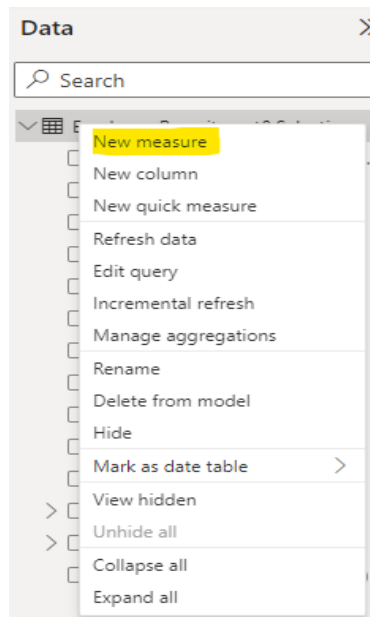 Data
Search
New measure
New column
New quick measure
Refresh data
Edit query
Incremental refresh
Manage aggregations
Rename
Delete from model
Hide
Mark as date table
View hidden
Unhide all
Collapse all
Expand all